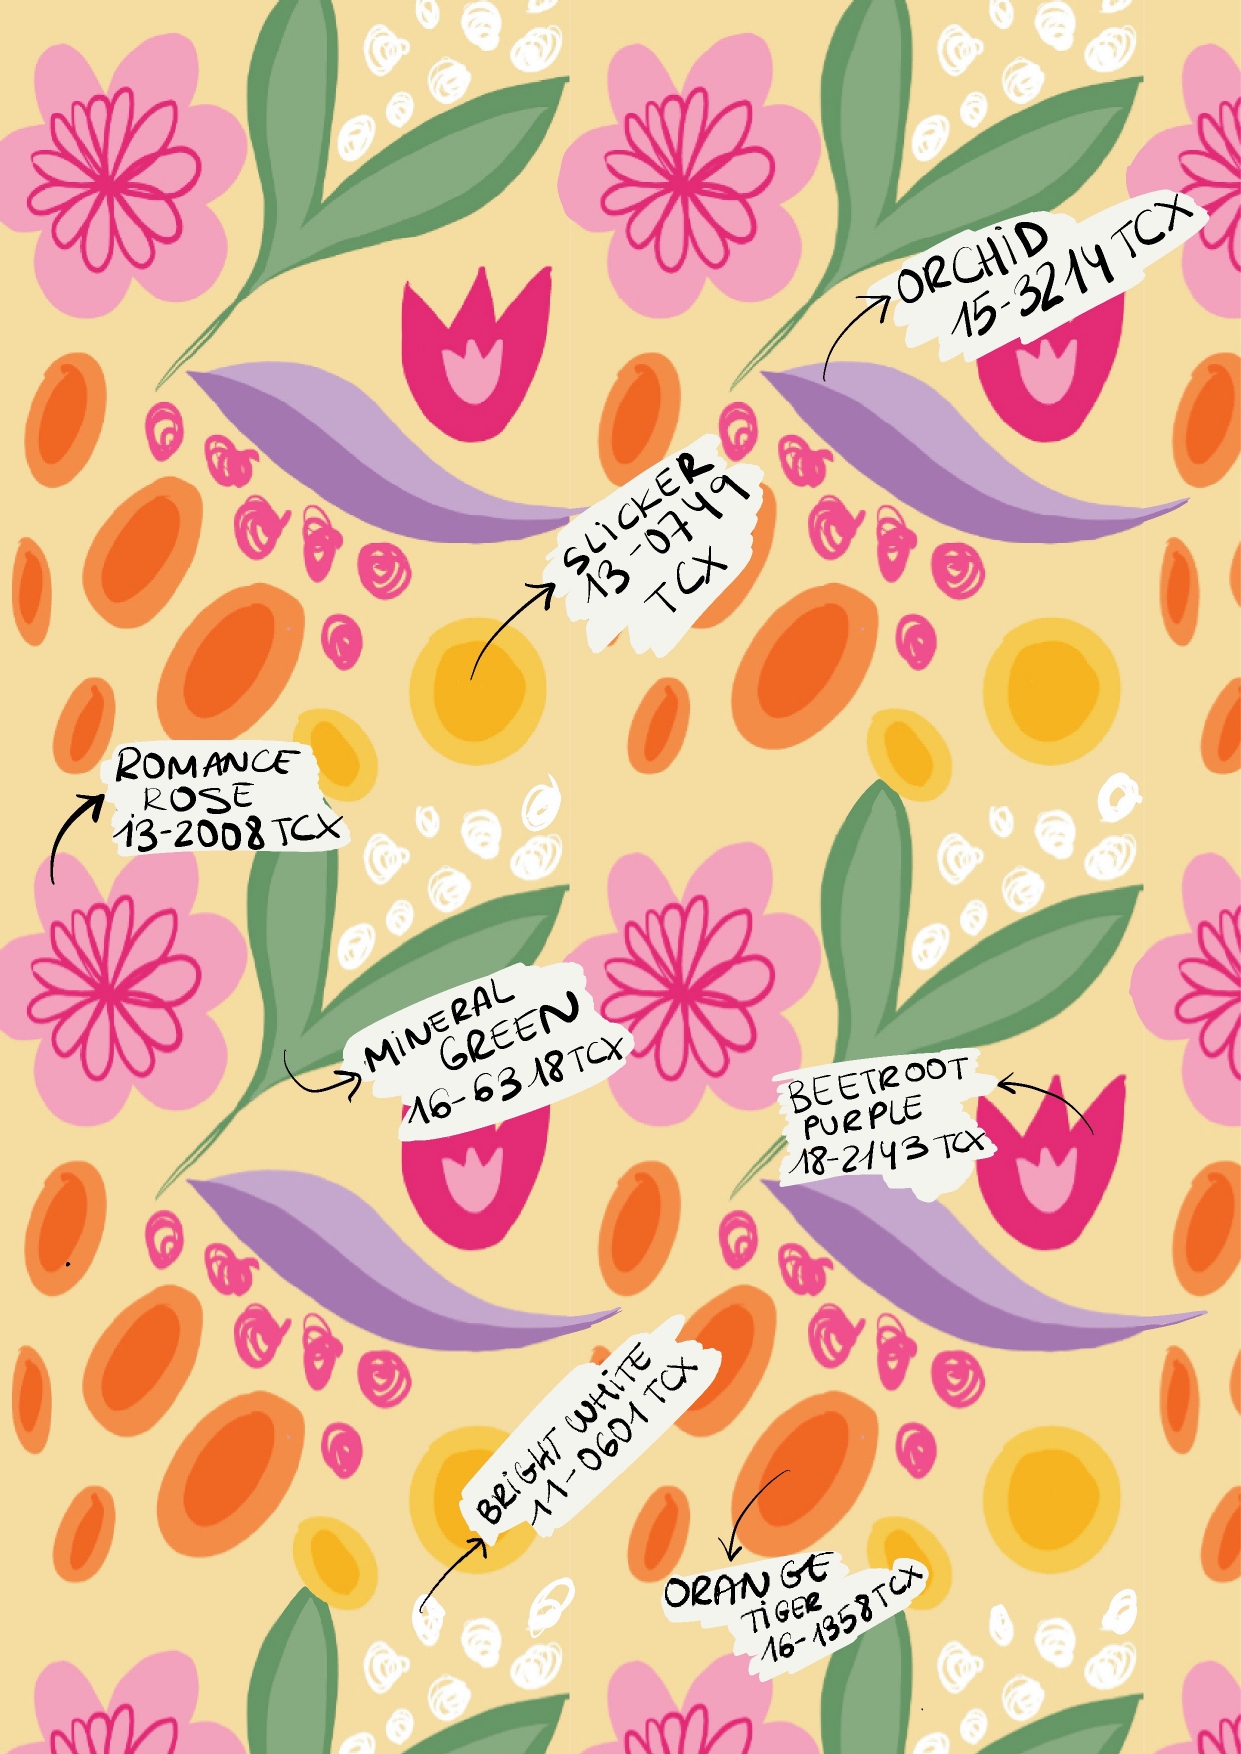 ORCHID
15-3214 TCX
SLICKER
13-0749
TCX
ROMANCE
ROSE
13-2008 TCX
MINERAL
GREEN
16-6318 TCX
BEETROOT
PURPLE
18-2143 TCX
BRIGHT WHITE
11-0601 TCX
ORANGE
TIGER
16-1358 TCX